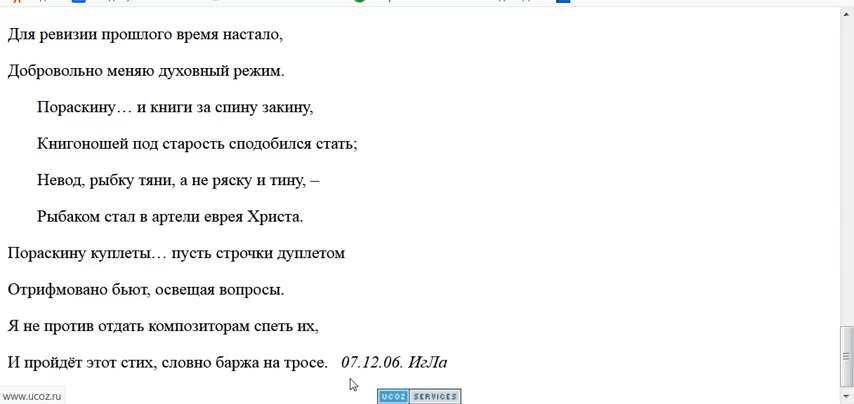 Для ревизии прошлого время настало,
Добровольно меняю духовный режим.
Пораскину… и книги за спину закину,
Книгоношей под старость сподобился стать;
Невод, рыбку тяни, а не ряску и тину, –
Рыбаком стал в артели еврея Христа.
Пораскину куплеты… пусть строчки дуплетом
Отрифмовано бьют, освещая вопросы.
Я не против отдать композиторам спеть их,
И пройдёт этот стих, словно баржа на тросе. 07.12.06. ИгЛа
www.ucoz.ru
UCOZ SERVICES